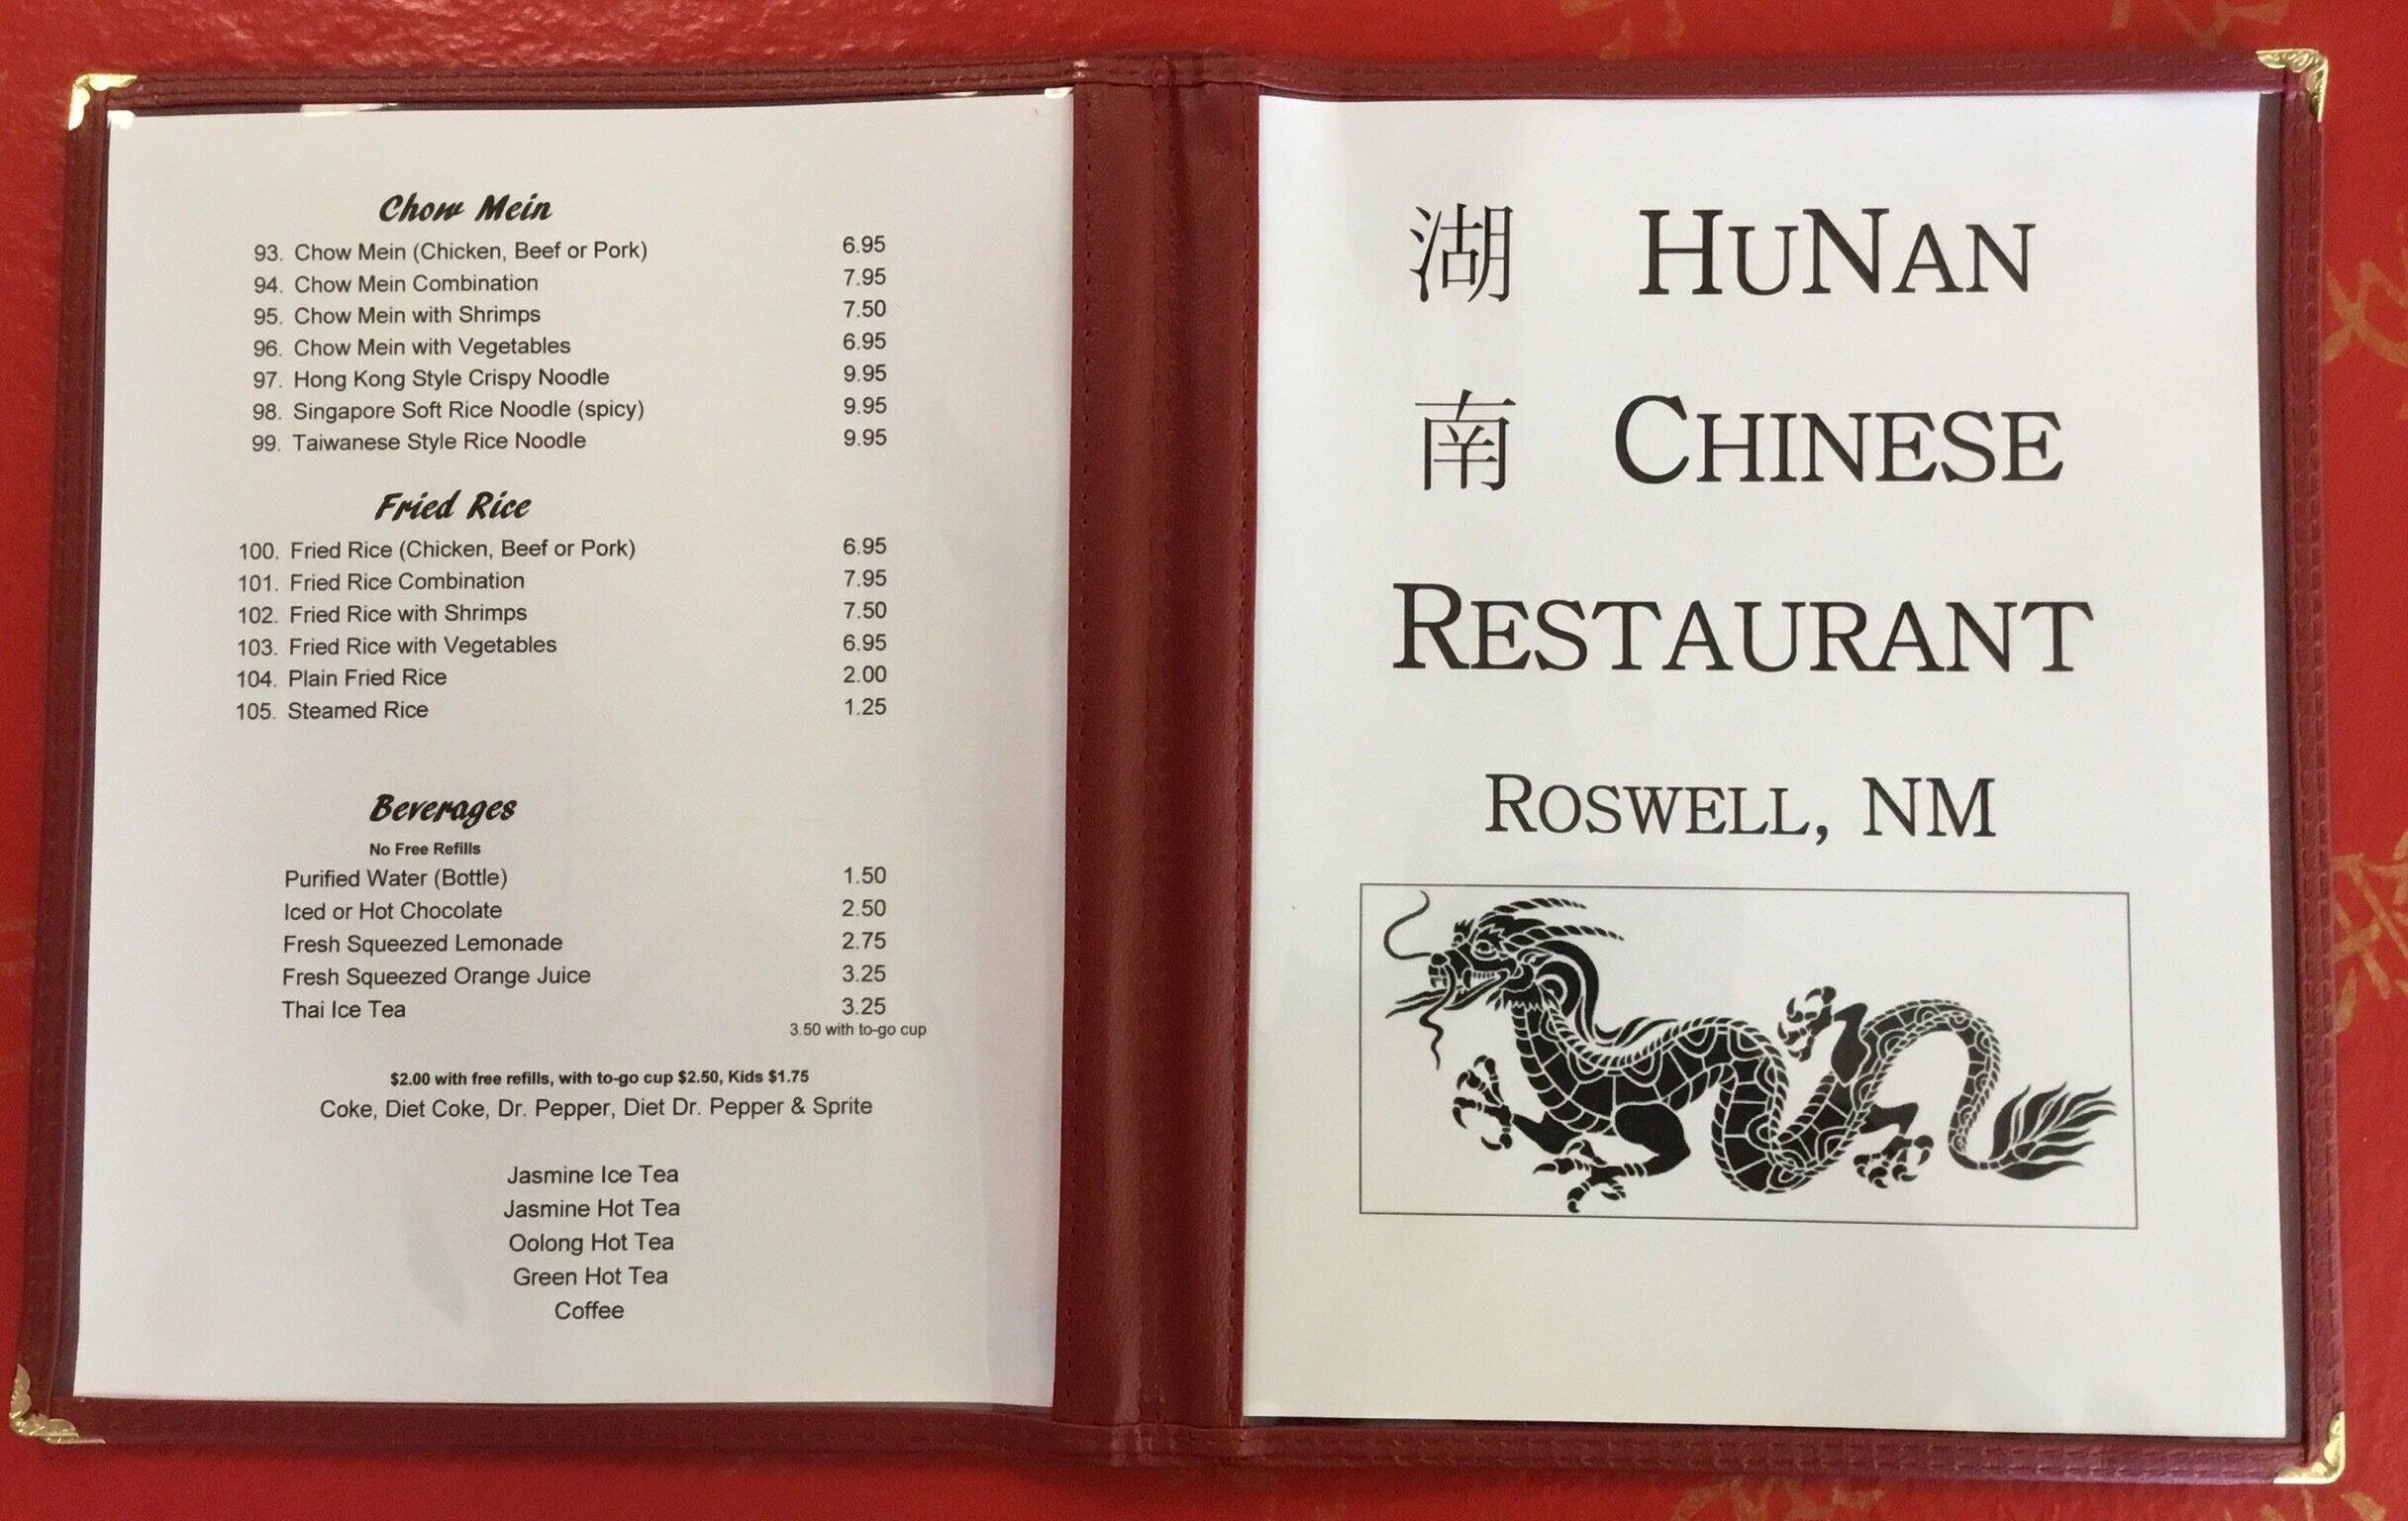 Chow Mein
93. Chow Mein (Chicken, Beef or Pork) 6.95
94. Chow Mein Combination 7.95
95. Chow Mein with Shrimps 7.50
96. Chow Mein with Vegetables 6.95
97. Hong Kong Style Crispy Noodle 9.95
98. Singapore Soft Rice Noodle (spicy) 9.95
99. Taiwanese Style Rice Noodle 9.95
Fried Rice
100. Fried Rice (Chicken, Beef or Pork) 6.95
101. Fried Rice Combination 7.95
102. Fried Rice with Shrimps 7.50
103. Fried Rice with Vegetables 6.95
104. Plain Fried Rice 2.00
105. Steamed Rice 1.25
Beverages
No Free Refills
Purified Water (Bottle) 1.50
Iced or Hot Chocolate 2.50
Fresh Squeezed Lemonade 2.75
Fresh Squeezed Orange Juice 3.25
Thai Ice Tea 3.25
3.50 with to-go cup
$2.00 with free refills, with to-go cup $2.50, Kids $1.75
Coke, Diet Coke, Dr. Pepper, Diet Dr. Pepper & Sprite
Jasmine Ice Tea
Jasmine Hot Tea
Oolong Hot Tea
Green Hot Tea
Coffee
湖 HUNAN
南 CHINESE
RESTAURANT
ROSWELL, NM